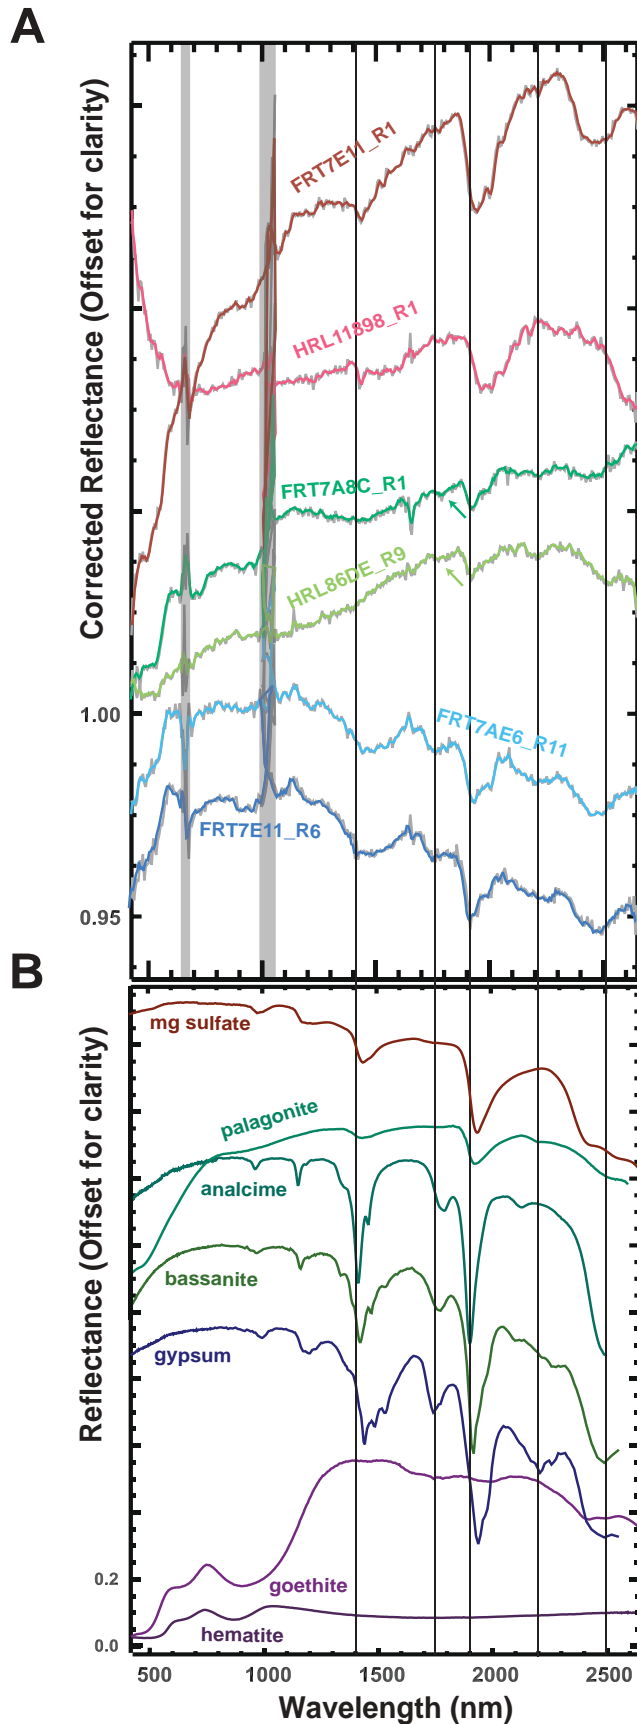 A
Corrected Reflectance (Offset for clarity)
FRT7E11_R1
HRL11898_R1
FRT7A8C_R1
HRL86DE_R9
1.00
FRT7AE6_R11
FRT7E11_R6
0.95
B
Reflectance (Offset for clarity)
mg sulfate
palagonite
analcime
bassanite
gypsum
goethite
0.2
hematite
0.0
500 1000 1500 2000 2500
Wavelength (nm)